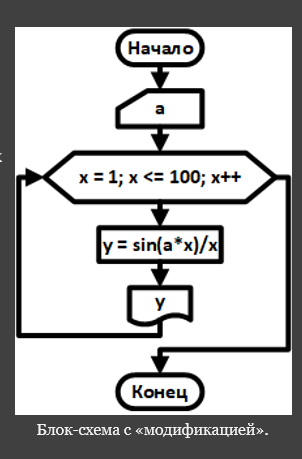 Начало
a
x = 1; x <= 100; x++
y = sin(a*x)/x
y
Конец
Блок-схема с «модификацией».